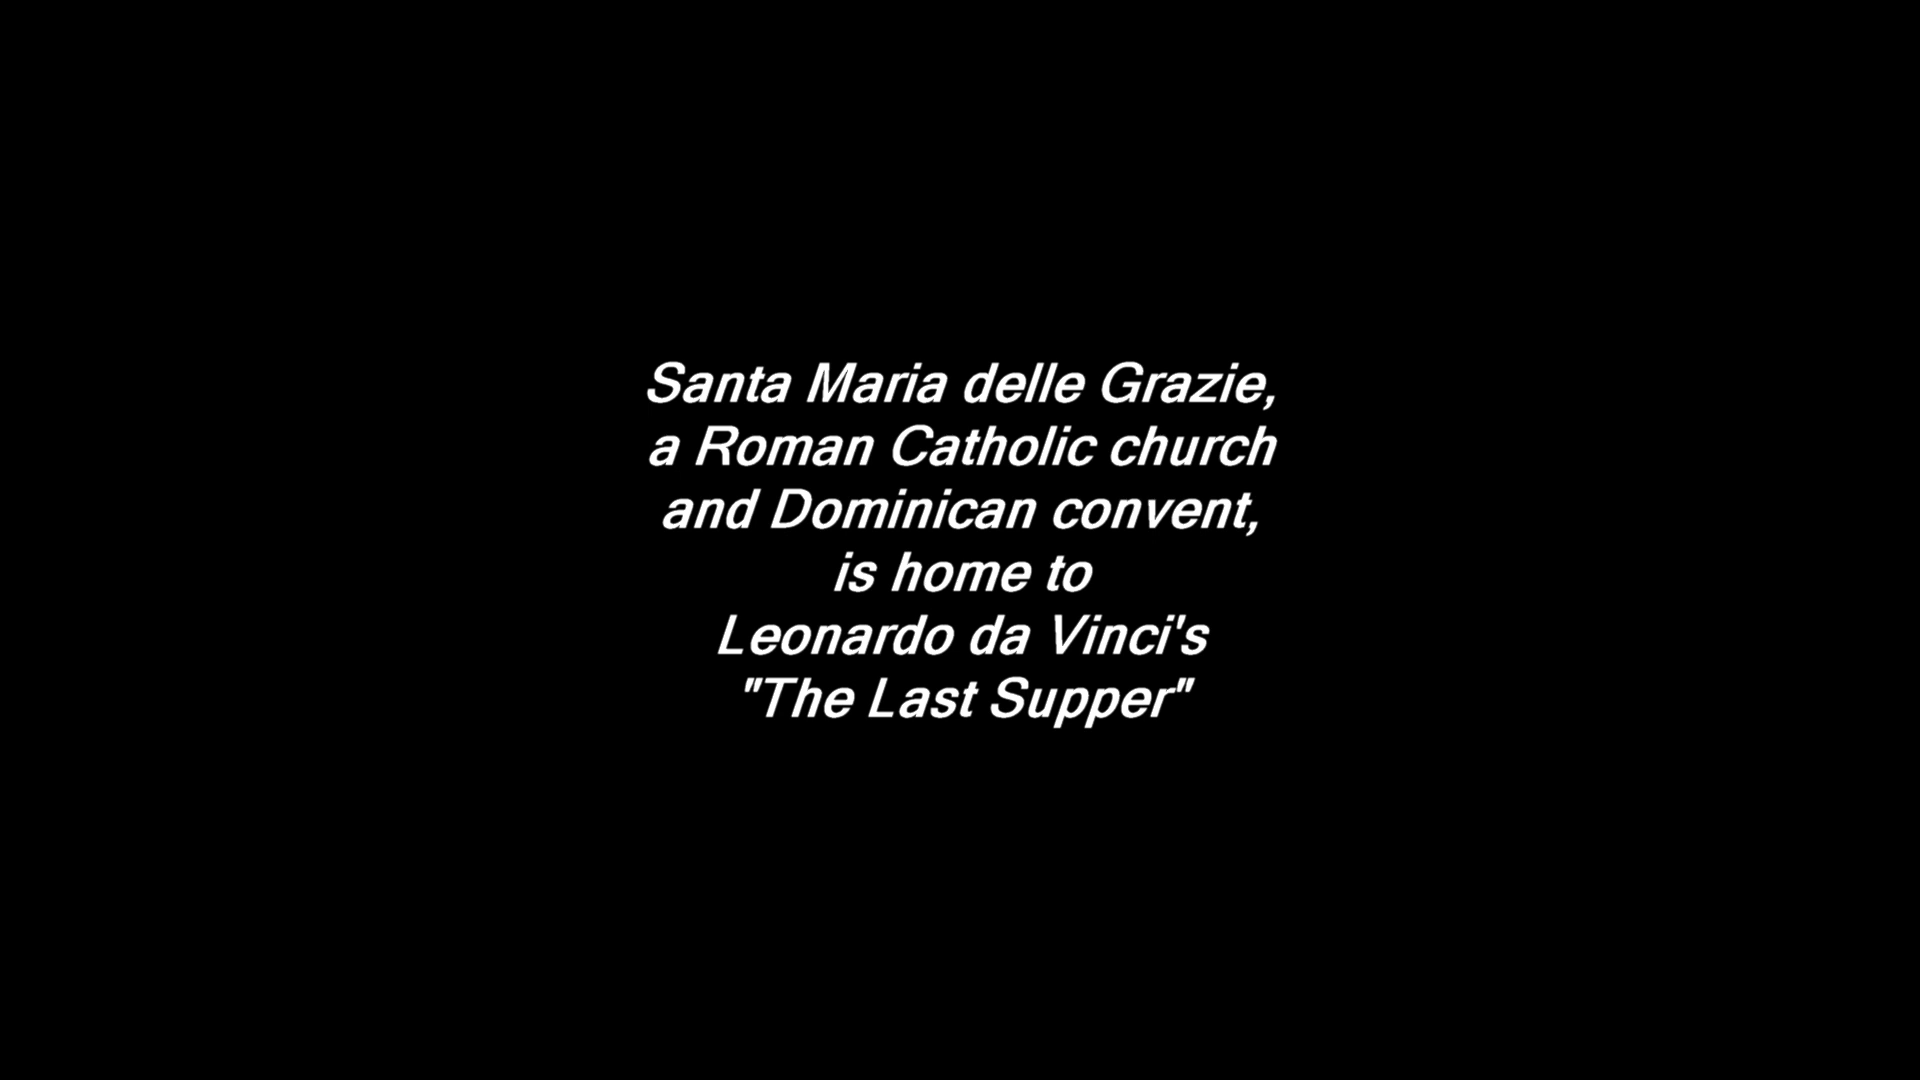 Santa Maria delle Grazie,
a Roman Catholic church
and Dominican convent,
is home to
Leonardo da Vinci's
"The Last Supper"